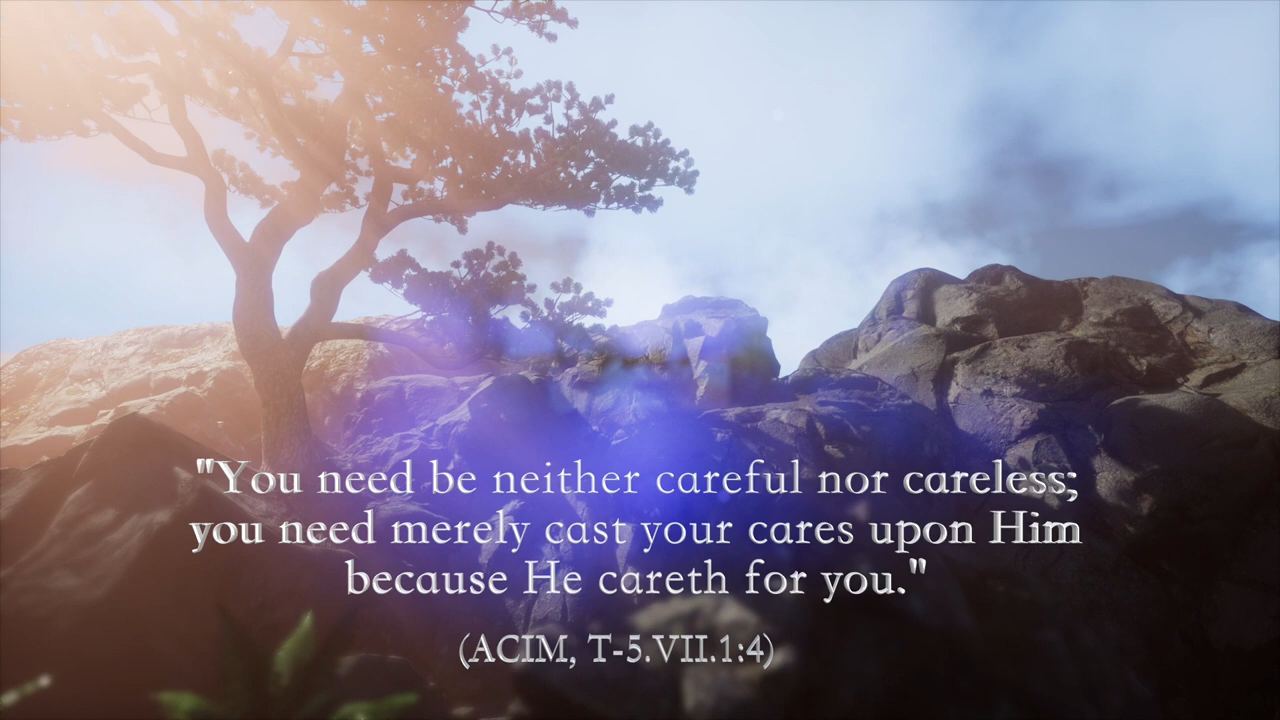 "You need be neither careful nor careless;
you need merely cast your cares upon Him
because He careth for you."
(ACIM, T-5.VII.1:4)